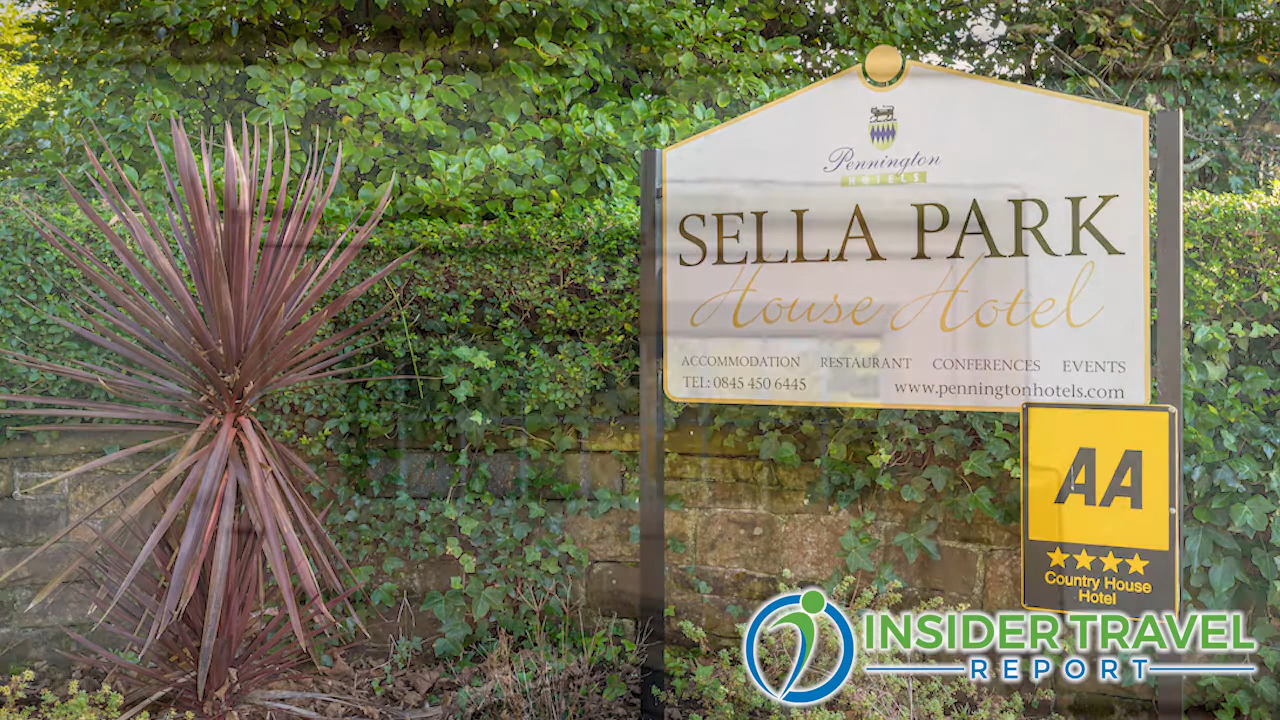 Pennington
HOTELS
SELLA PARK
House Hotel
ACCOMMODATION RESTAURANT CONFERENCES EVENTS
TEL: 0845 450 6445 www.penningtonhotels.com
AA
Country House
Hotel
INSIDER TRAVEL
REPORT